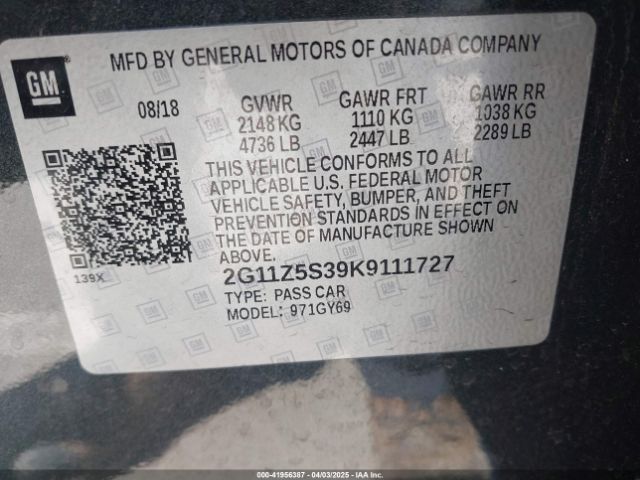 MFD BY GENERAL MOTORS OF CANADA COMPANY
GM
08/18
GVWR
2148 KG
4736 LB
GAWR FRT
1110 KG
2447 LB
GAWR RR
1038 KG
2289 LB
THIS VEHICLE CONFORMS TO ALL
APPLICABLE U.S. FEDERAL MOTOR
VEHICLE SAFETY, BUMPER, AND THEFT
PREVENTION STANDARDS IN EFFECT ON
THE DATE OF MANUFACTURE SHOWN
ABOVE.
139X
2G11Z5S39K9111727
TYPE: PASS CAR
MODEL: 971GY69
000-41956387 - 04/03/2025 - IAAI.COM